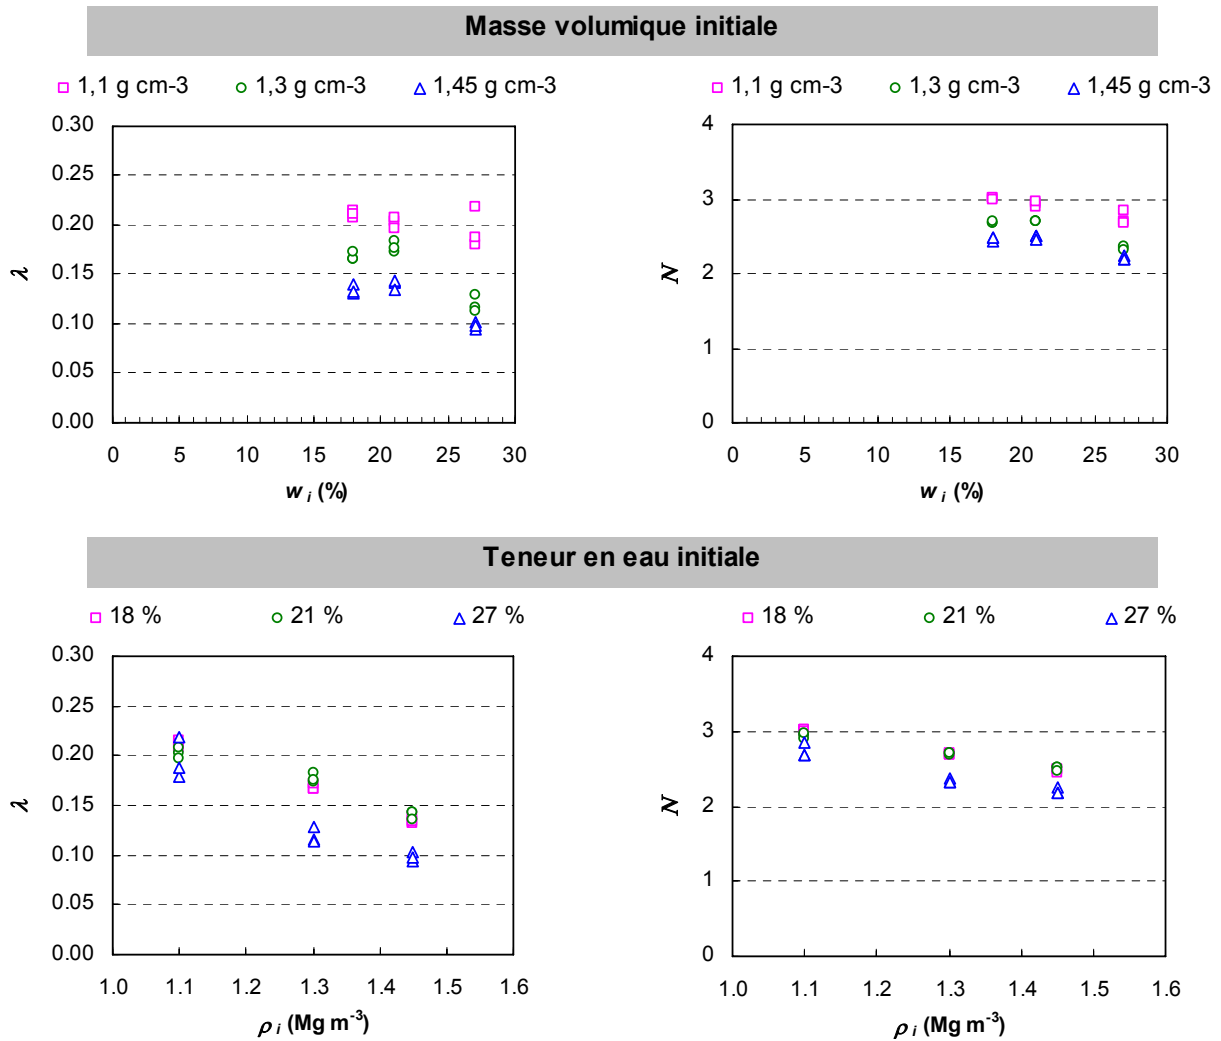 Masse volumique initiale
1,1 g cm-3 1,3 g cm-3 1,45 g cm-3
1,1 g cm-3 1,3 g cm-3 1,45 g cm-3
0.30
0.25
0.20
0.15
0.10
0.05
0.00
λ
0 5 10 15 20 25 30
w i (%)
4
3
2
1
0
N
0 5 10 15 20 25 30
w i (%)
Teneur en eau initiale
18 % 21 % 27 %
18 % 21 % 27 %
0.30
0.25
0.20
0.15
0.10
0.05
0.00
λ
1.0 1.1 1.2 1.3 1.4 1.5 1.6
ρ i (Mg m-3)
4
3
2
1
0
N
1.0 1.1 1.2 1.3 1.4 1.5 1.6
ρ i (Mg m-3)